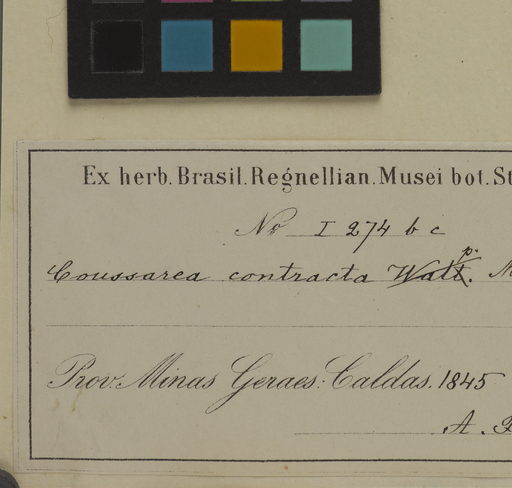 Ex herb. Brasil. Regnellian. Musei bot. St
No I 274 b c
Coussarea contracta Walp.
Prov. Minas Geraes: Caldas. 1845
A.